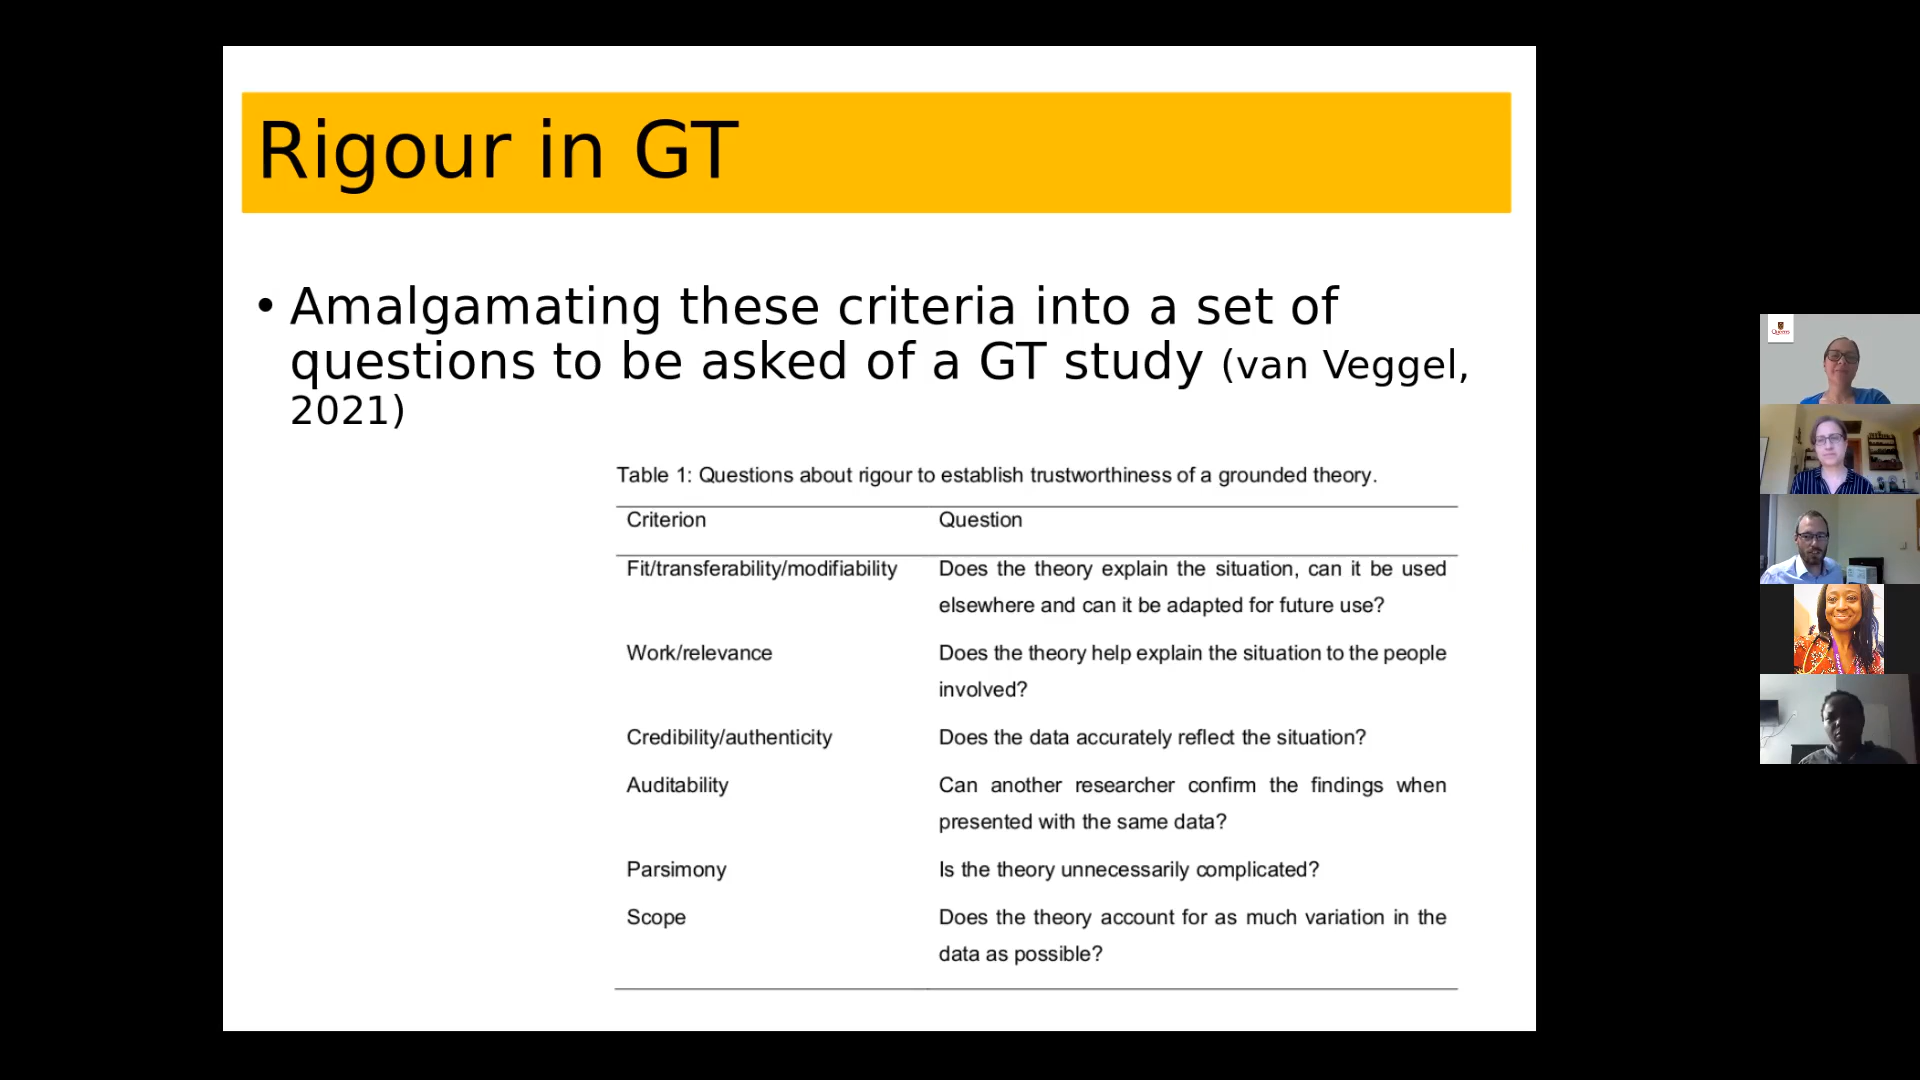 Rigour in GT
• Amalgamating these criteria into a set of
questions to be asked of a GT study (van Veggel,
2021)
Table 1: Questions about rigour to establish trustworthiness of a grounded theory.
Criterion Question
Fit/transferability/modifiability Does the theory explain the situation, can it be used
elsewhere and can it be adapted for future use?
Work/relevance Does the theory help explain the situation to the people
involved?
Credibility/authenticity Does the data accurately reflect the situation?
Auditability Can another researcher confirm the findings when
presented with the same data?
Parsimony Is the theory unnecessarily complicated?
Scope Does the theory account for as much variation in the
data as possible?
Queen's